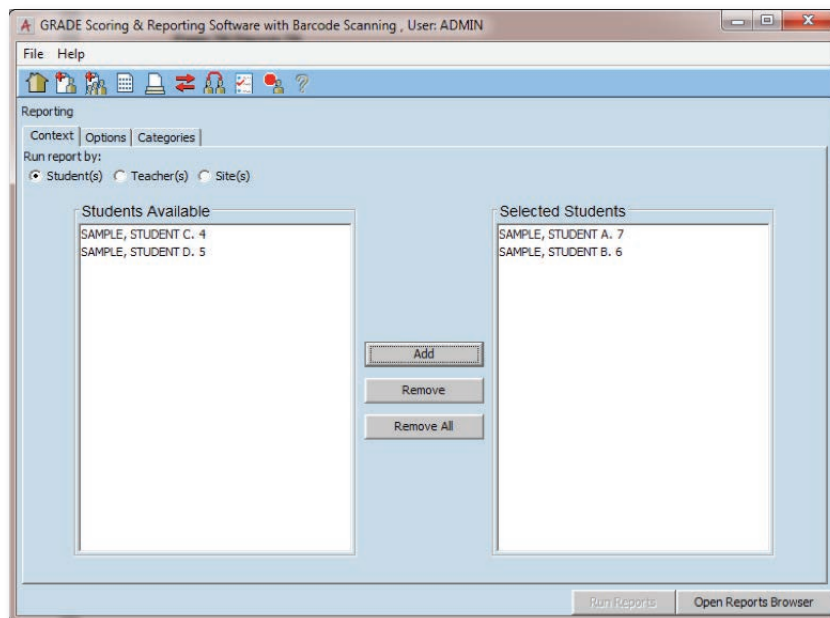 GRADE Scoring & Reporting Software with Barcode Scanning , User: ADMIN
File Help
Reporting
Context Options Categories
Run report by:
Student(s) Teacher(s) Site(s)
Students Available
SAMPLE, STUDENT C. 4
SAMPLE, STUDENT D. 5
Selected Students
SAMPLE, STUDENT A. 7
SAMPLE, STUDENT B. 6
Add
Remove
Remove All
Run Reports Open Reports Browser